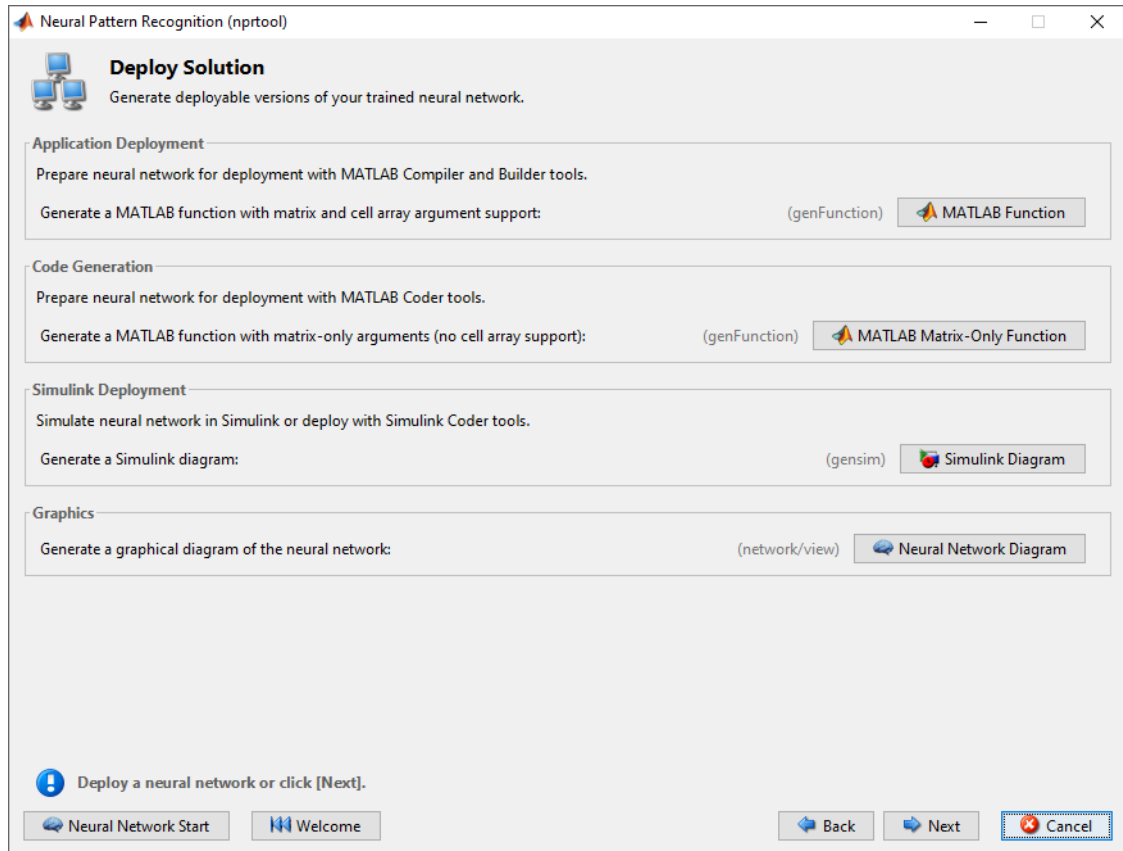 Neural Pattern Recognition (nprtool)
Deploy Solution
Generate deployable versions of your trained neural network.
Application Deployment
Prepare neural network for deployment with MATLAB Compiler and Builder tools.
Generate a MATLAB function with matrix and cell array argument support: (genFunction) MATLAB Function
Code Generation
Prepare neural network for deployment with MATLAB Coder tools.
Generate a MATLAB function with matrix-only arguments (no cell array support): (genFunction) MATLAB Matrix-Only Function
Simulink Deployment
Simulate neural network in Simulink or deploy with Simulink Coder tools.
Generate a Simulink diagram: (gensim) Simulink Diagram
Graphics
Generate a graphical diagram of the neural network: (network/view) Neural Network Diagram
Deploy a neural network or click [Next].
Neural Network Start Welcome Back Next Cancel